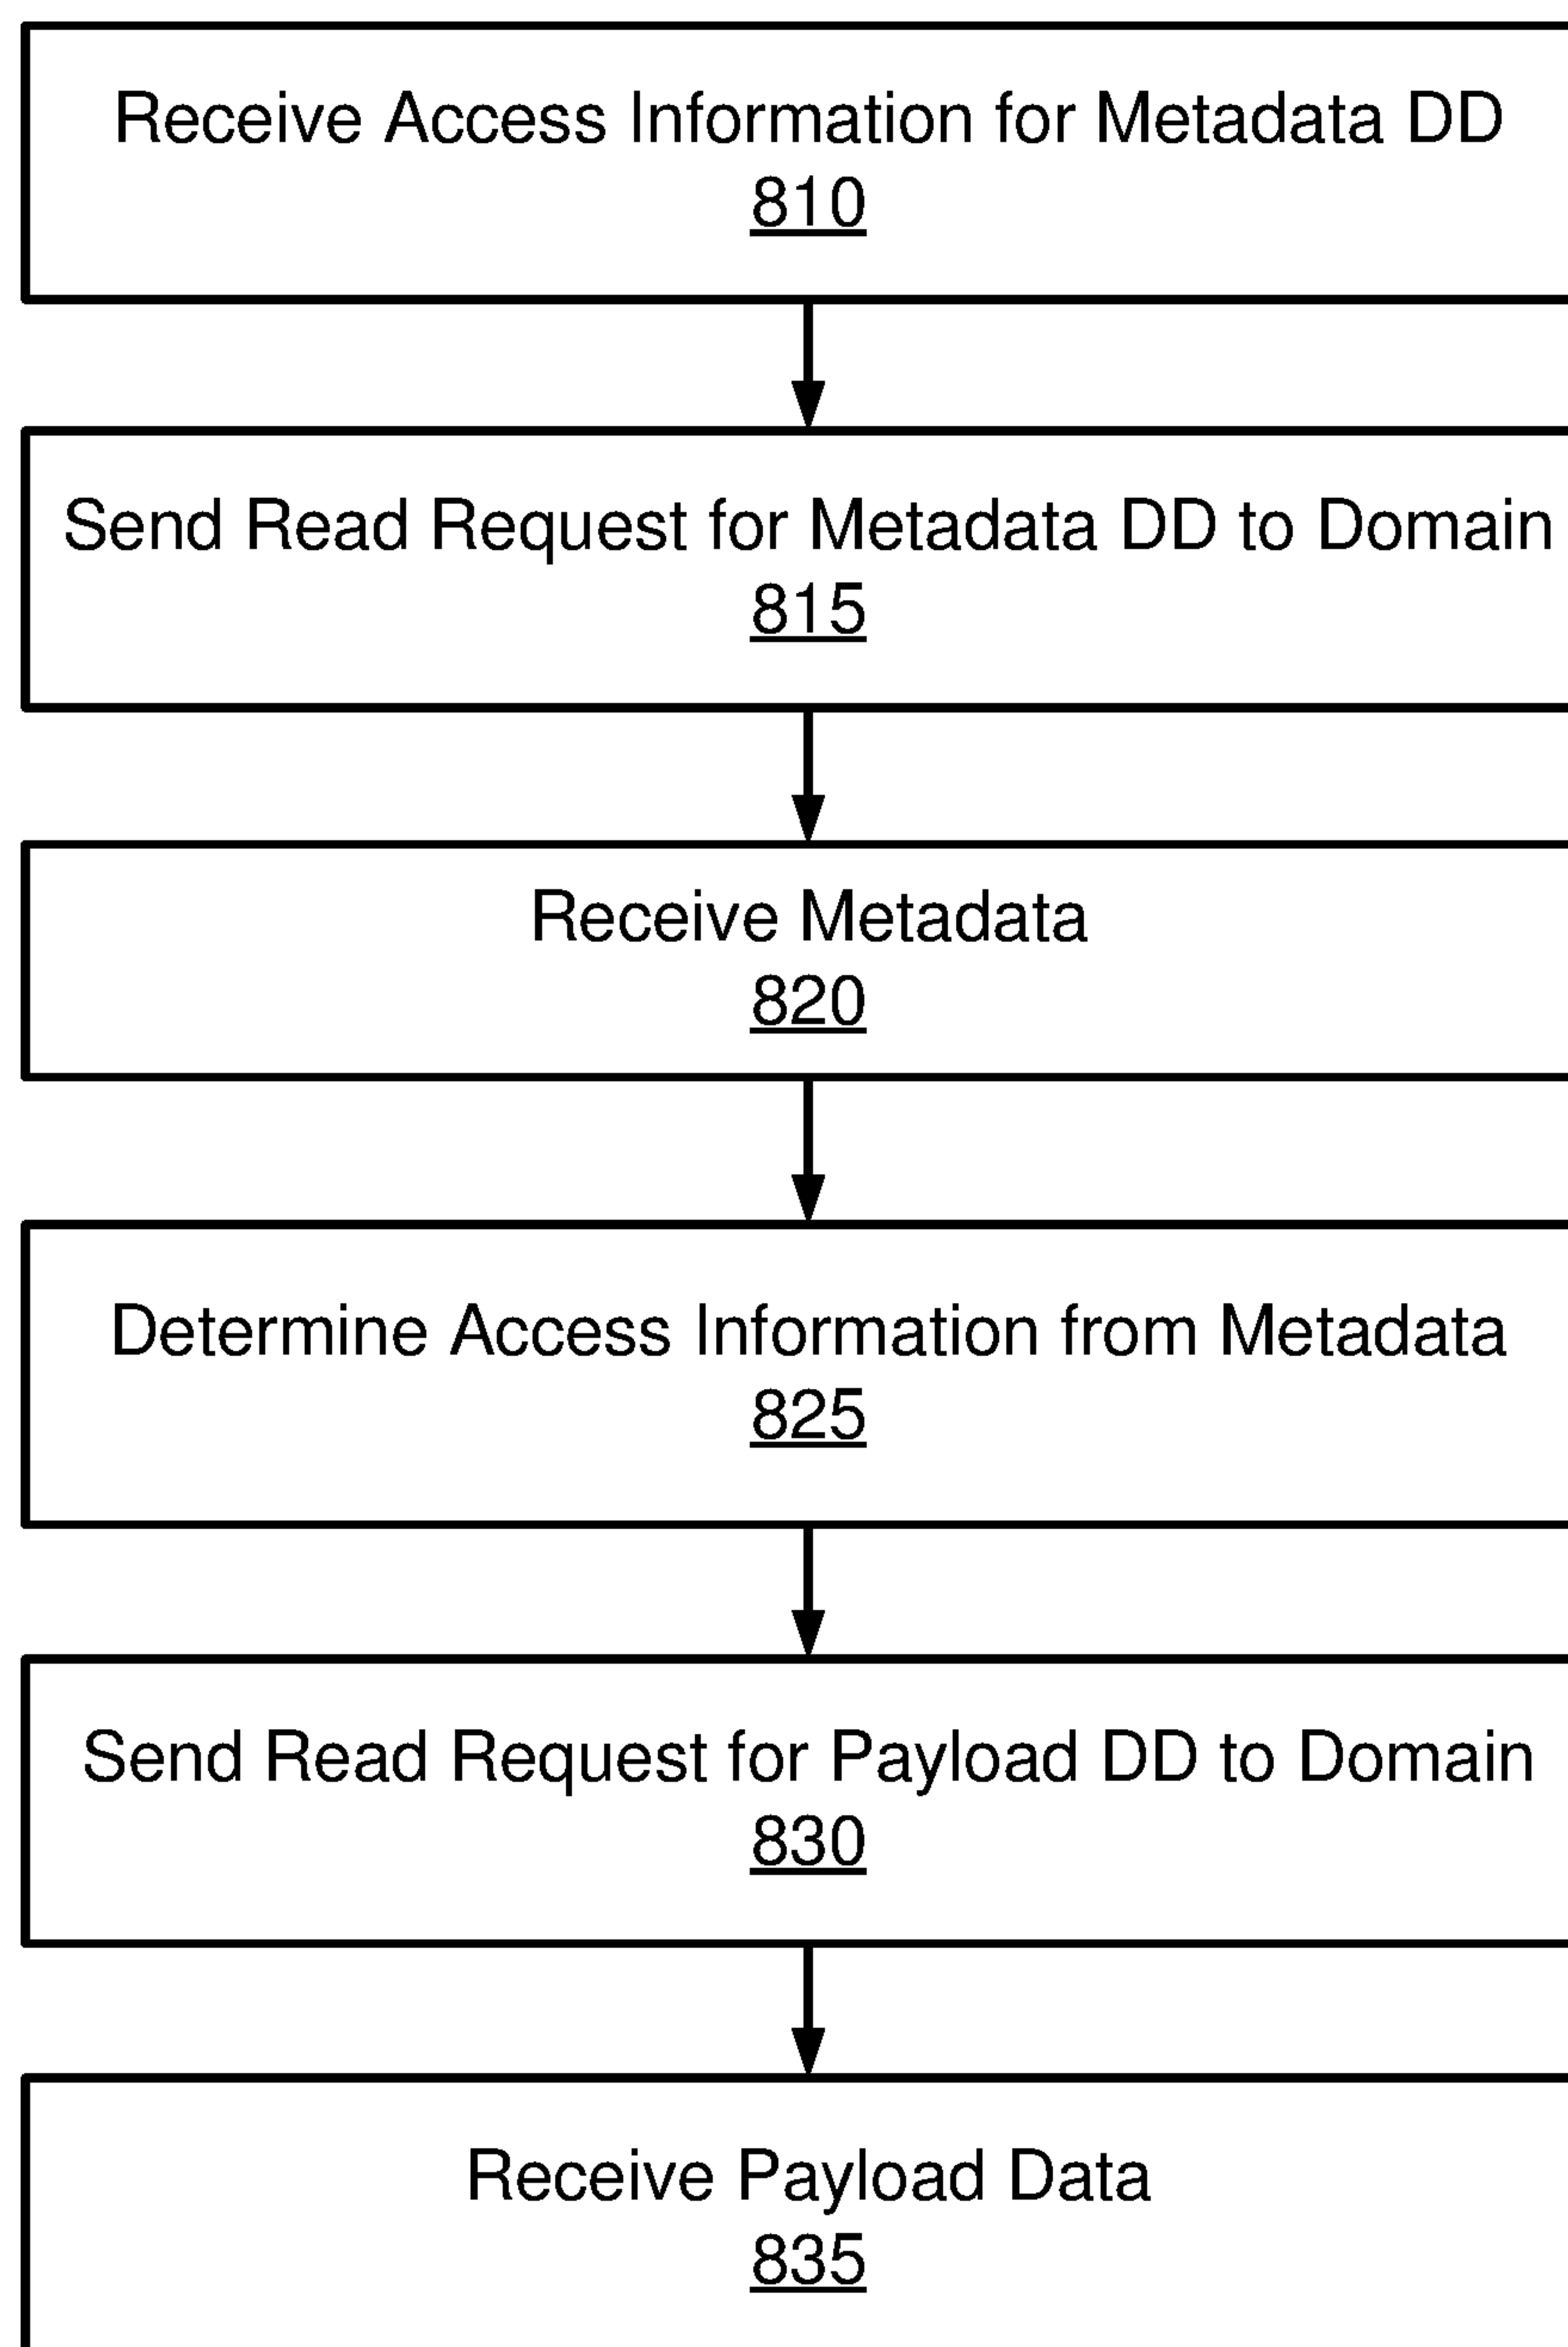 Receive Access Information for Metadata DD
810
Send Read Request for Metadata DD to Domain
815
Receive Metadata
820
Determine Access Information from Metadata
825
Send Read Request for Payload DD to Domain
830
Receive Payload Data
835